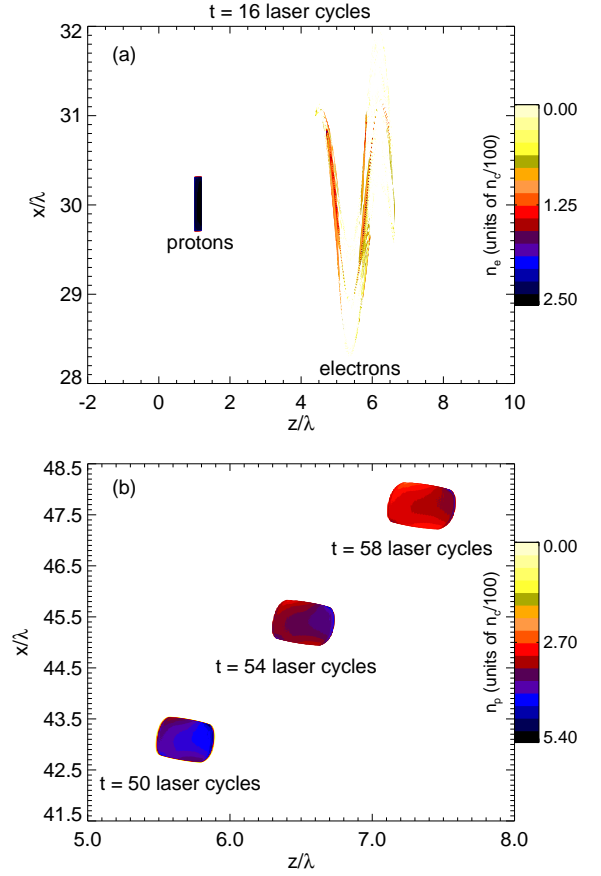 t = 16 laser cycles
(a)
32
31
30
29
28
x/λ
protons
electrons
-2 0 2 4 6 8 10
z/λ
0.00
1.25
2.50
n_e (units of n_c/100)
(b)
48.5
47.5
46.5
45.5
44.5
43.5
42.5
41.5
x/λ
t = 58 laser cycles
t = 54 laser cycles
t = 50 laser cycles
5.0 6.0 7.0 8.0
z/λ
0.00
2.70
5.40
n_p (units of n_c/100)